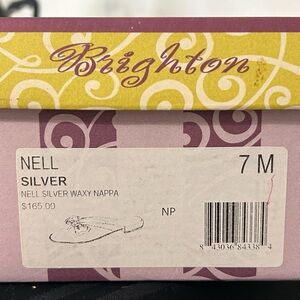 Brighton
NELL 7 M
SILVER
NELL SILVER WAXY NAPPA
$165.00
NP
8 43036 84338 4